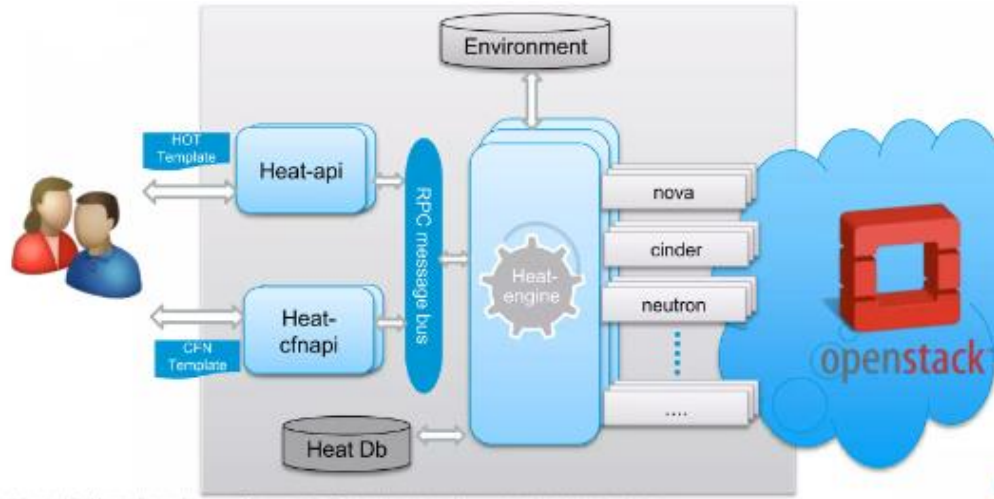 Environment
HOT
Template
Heat-api
RPC message bus
nova
cinder
Heat-
engine
neutron
Heat-
cfnapi
CFN
Template
openstack
....
Heat Db